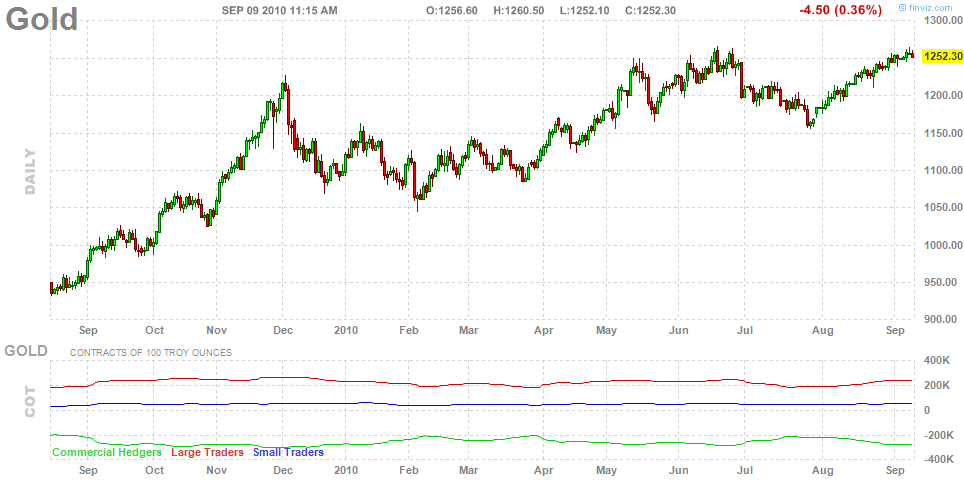 Gold SEP 09 2010 11:15 AM O:1256.60 H:1260.50 L:1252.10 C:1252.30 -4.50 (0.36%) © finviz.com
1300.00
1252.30
1200.00
1150.00
1100.00
1050.00
1000.00
950.00
900.00
DAILY
Sep Oct Nov Dec 2010 Feb Mar Apr May Jun Jul Aug Sep
GOLD CONTRACTS OF 100 TROY OUNCES
400K
200K
0
-200K
-400K
COT
Commercial Hedgers Large Traders Small Traders
Sep Oct Nov Dec 2010 Feb Mar Apr May Jun Jul Aug Sep